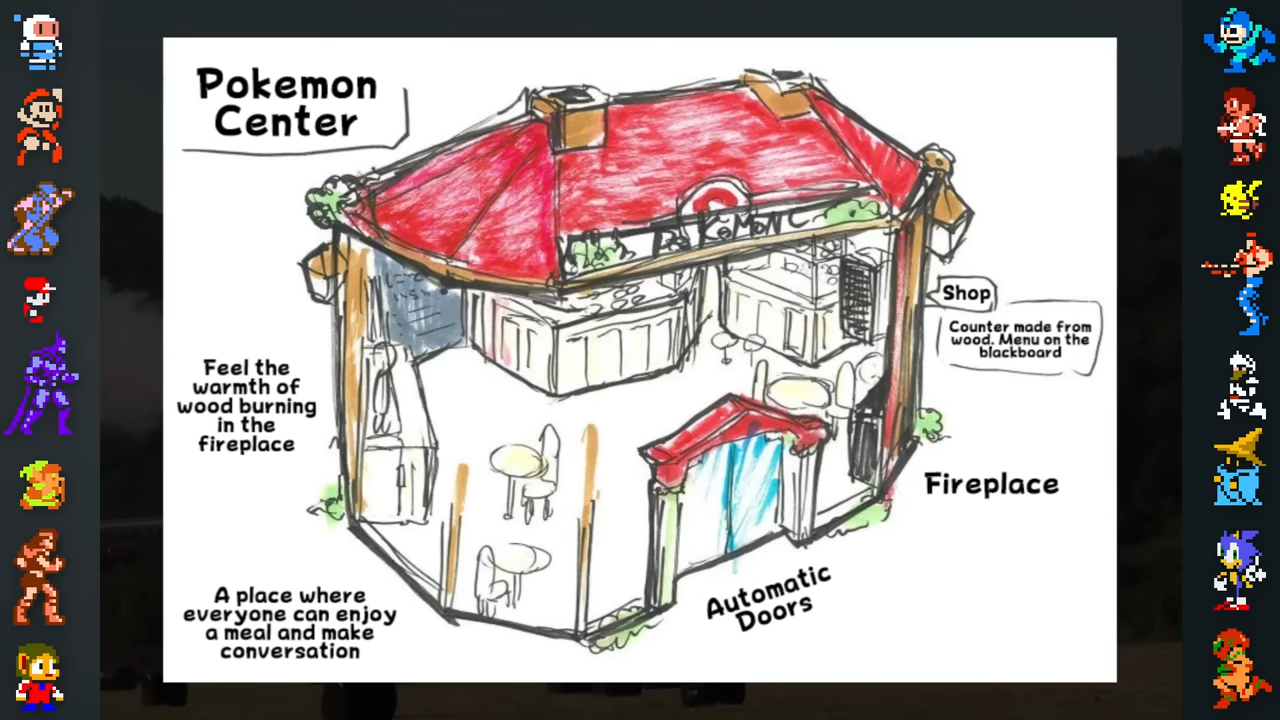 Pokemon
Center
POKéMON C
Shop
Counter made from
wood. Menu on the
blackboard
Feel the
warmth of
wood burning
in the
fireplace
Fireplace
Automatic
Doors
A place where
everyone can enjoy
a meal and make
conversation